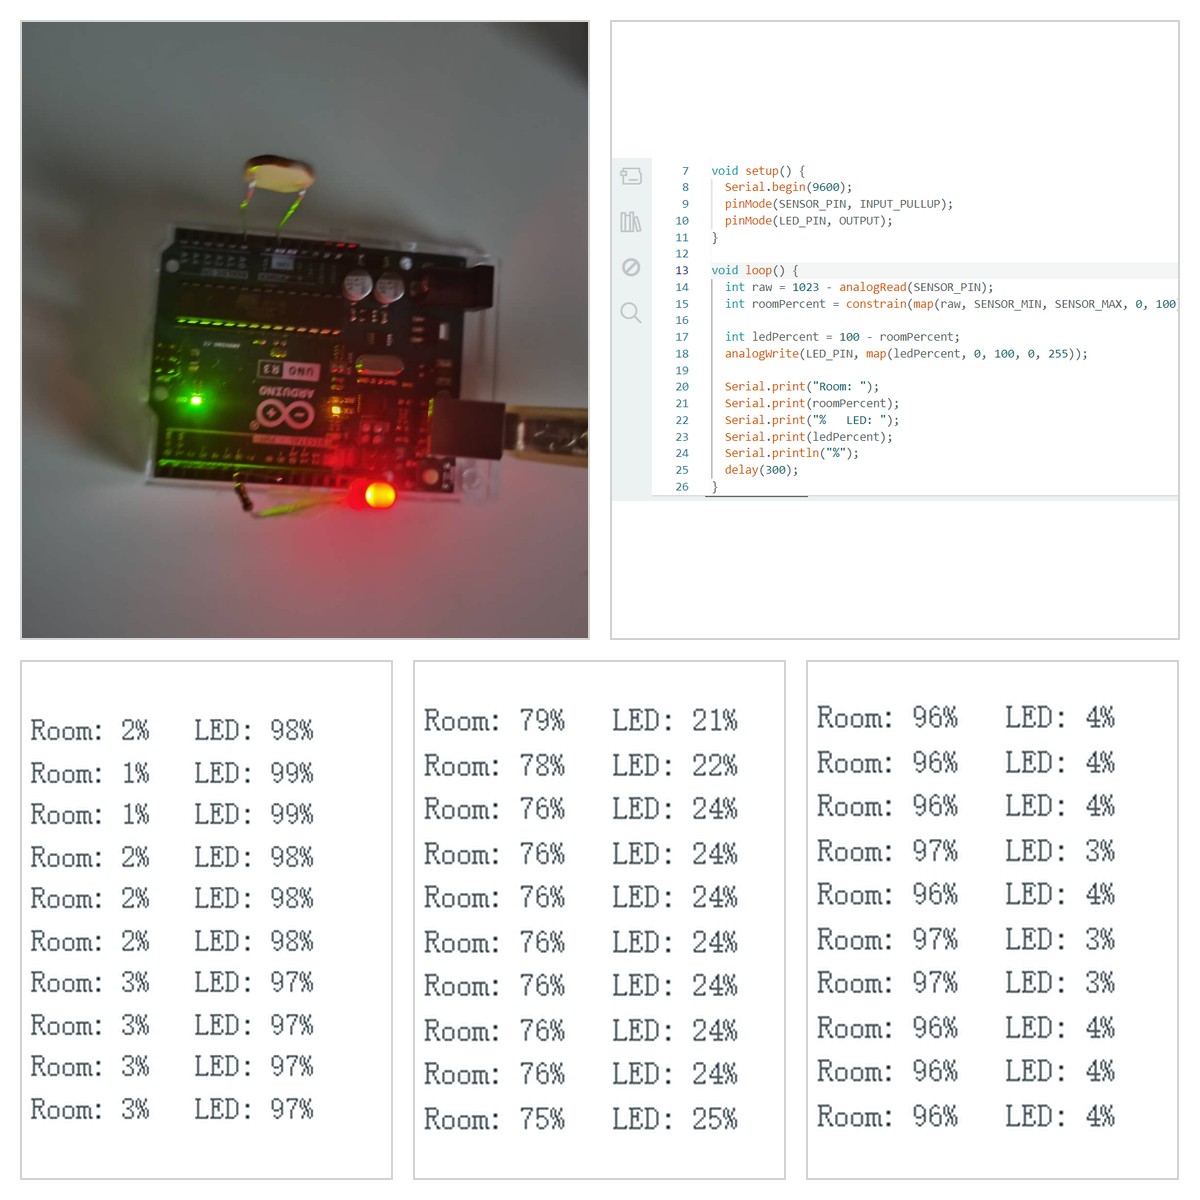 UNO R3
ARDUINO
7 void setup() {
8 Serial.begin(9600);
9 pinMode(SENSOR_PIN, INPUT_PULLUP);
10 pinMode(LED_PIN, OUTPUT);
11 }
12
13 void loop() {
14 int raw = 1023 - analogRead(SENSOR_PIN);
15 int roomPercent = constrain(map(raw, SENSOR_MIN, SENSOR_MAX, 0, 100
16
17 int ledPercent = 100 - roomPercent;
18 analogWrite(LED_PIN, map(ledPercent, 0, 100, 0, 255));
19
20 Serial.print("Room: ");
21 Serial.print(roomPercent);
22 Serial.print("%   LED: ");
23 Serial.print(ledPercent);
24 Serial.println("%");
25 delay(300);
26 }
Room: 2% LED: 98%
Room: 1% LED: 99%
Room: 1% LED: 99%
Room: 2% LED: 98%
Room: 2% LED: 98%
Room: 2% LED: 98%
Room: 3% LED: 97%
Room: 3% LED: 97%
Room: 3% LED: 97%
Room: 3% LED: 97%
Room: 79% LED: 21%
Room: 78% LED: 22%
Room: 76% LED: 24%
Room: 76% LED: 24%
Room: 76% LED: 24%
Room: 76% LED: 24%
Room: 76% LED: 24%
Room: 76% LED: 24%
Room: 76% LED: 24%
Room: 75% LED: 25%
Room: 96% LED: 4%
Room: 96% LED: 4%
Room: 96% LED: 4%
Room: 97% LED: 3%
Room: 96% LED: 4%
Room: 97% LED: 3%
Room: 97% LED: 3%
Room: 96% LED: 4%
Room: 96% LED: 4%
Room: 96% LED: 4%